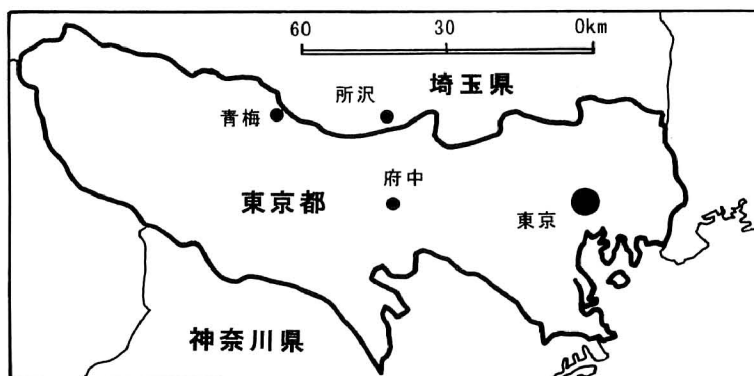 60 30 0km
埼玉県
所沢
青梅
府中
東京都
東京
神奈川県